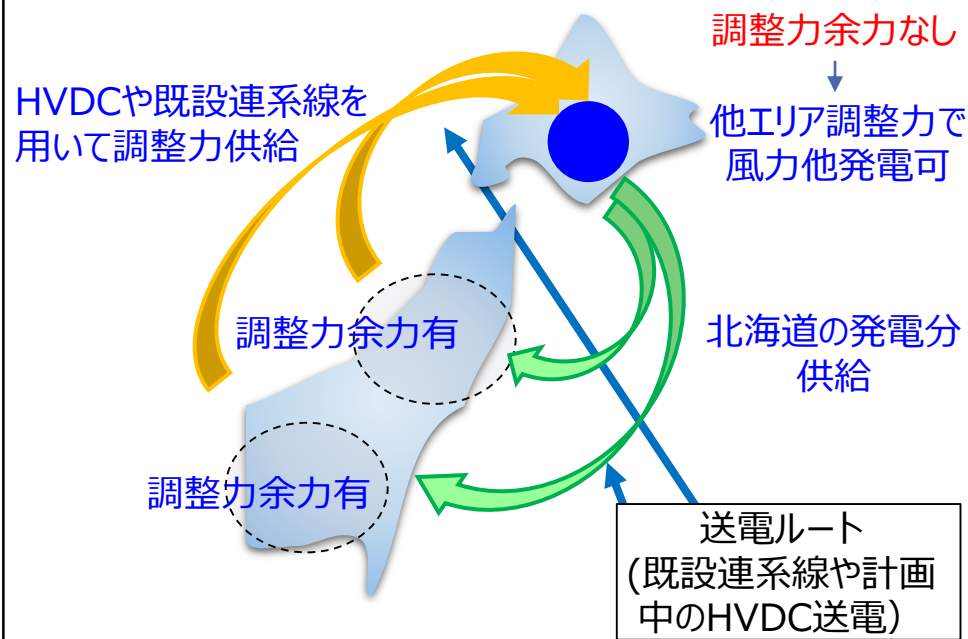 調整力余力なし
HVDCや既設連系線を
用いて調整力供給
他エリア調整力で
風力他発電可
調整力余力有
北海道の発電分
供給
調整力余力有
送電ルート
(既設連系線や計画
中のHVDC送電）